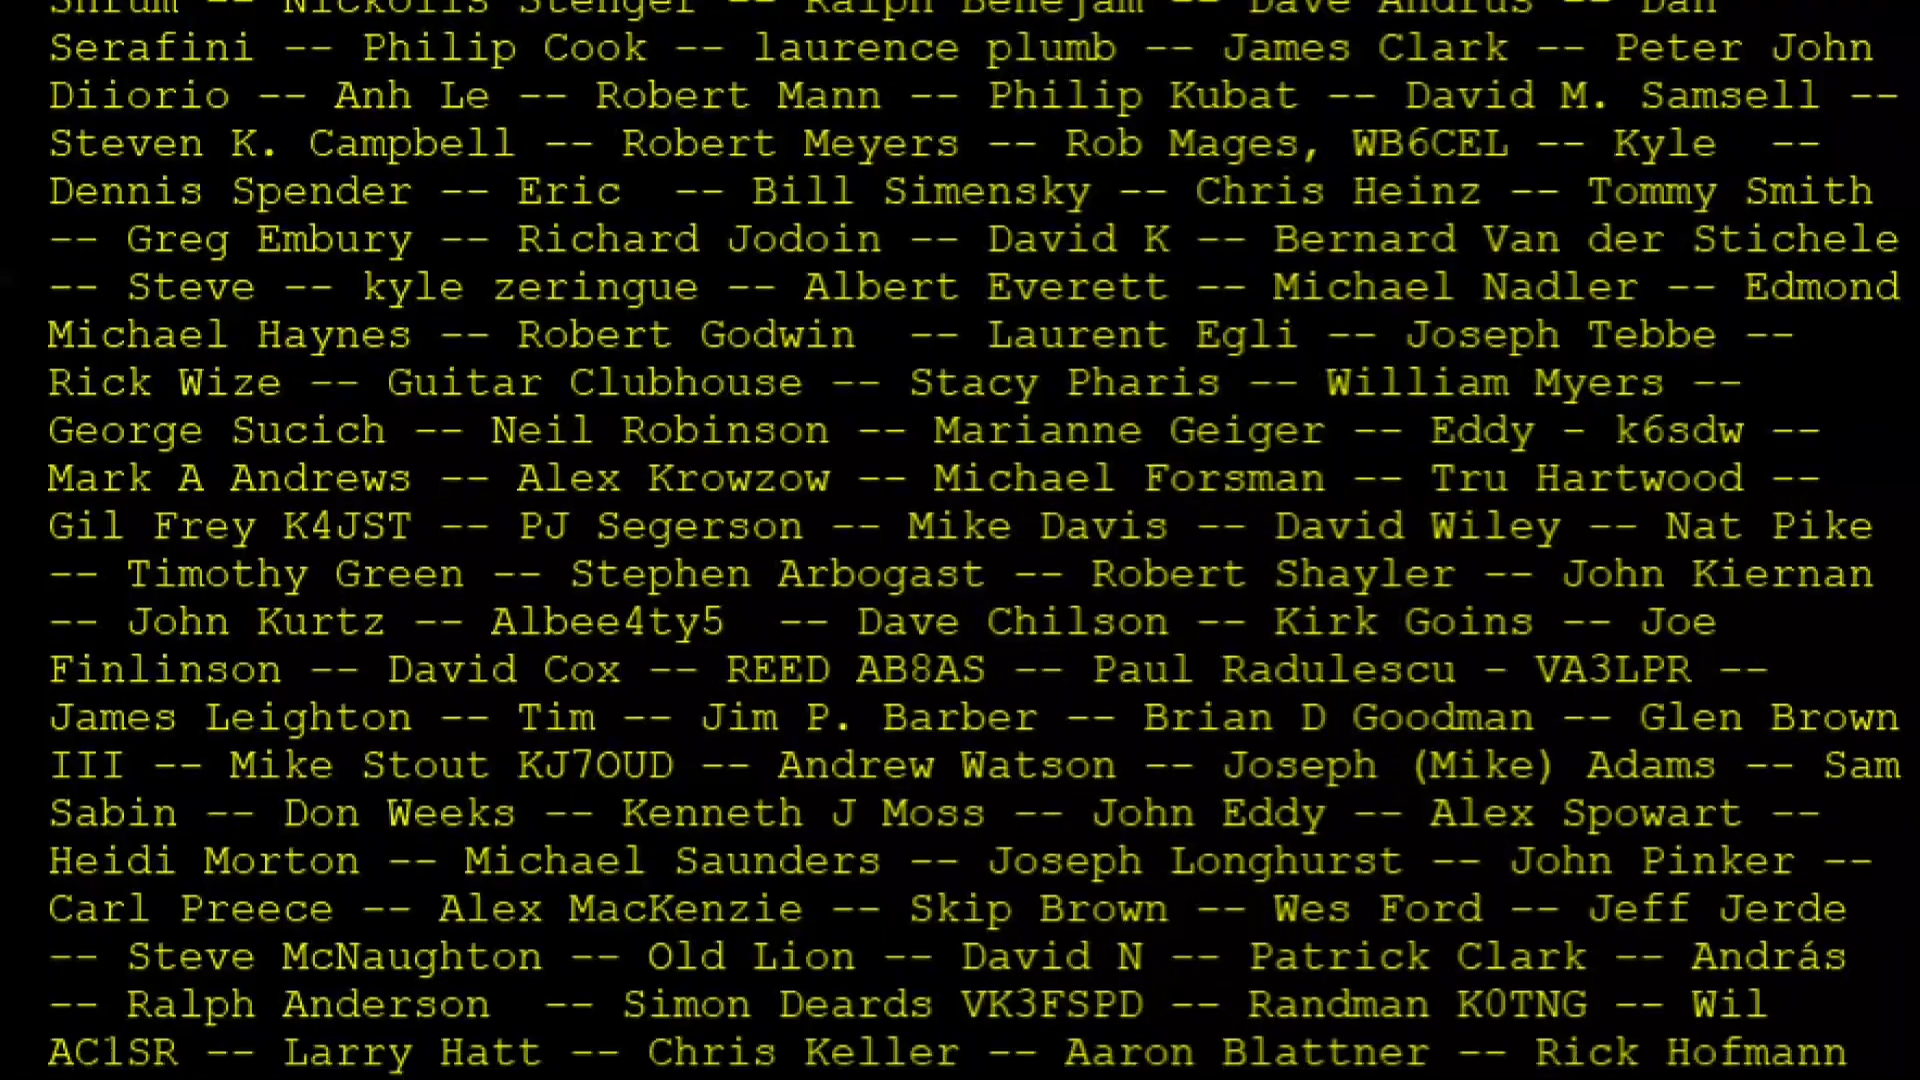 Shrum -- Nickolis Stenger -- Ralph Benejam -- Dave Andrus -- Dan
Serafini -- Philip Cook -- laurence plumb -- James Clark -- Peter John
Diiorio -- Anh Le -- Robert Mann -- Philip Kubat -- David M. Samsell --
Steven K. Campbell -- Robert Meyers -- Rob Mages, WB6CEL -- Kyle  --
Dennis Spender -- Eric  -- Bill Simensky -- Chris Heinz -- Tommy Smith
-- Greg Embury -- Richard Jodoin -- David K -- Bernard Van der Stichele
-- Steve -- kyle zeringue -- Albert Everett -- Michael Nadler -- Edmond
Michael Haynes -- Robert Godwin  -- Laurent Egli -- Joseph Tebbe --
Rick Wize -- Guitar Clubhouse -- Stacy Pharis -- William Myers --
George Sucich -- Neil Robinson -- Marianne Geiger -- Eddy - k6sdw --
Mark A Andrews -- Alex Krowzow -- Michael Forsman -- Tru Hartwood --
Gil Frey K4JST -- PJ Segerson -- Mike Davis -- David Wiley -- Nat Pike
-- Timothy Green -- Stephen Arbogast -- Robert Shayler -- John Kiernan
-- John Kurtz -- Albee4ty5  -- Dave Chilson -- Kirk Goins -- Joe
Finlinson -- David Cox -- REED AB8AS -- Paul Radulescu - VA3LPR --
James Leighton -- Tim -- Jim P. Barber -- Brian D Goodman -- Glen Brown
III -- Mike Stout KJ7OUD -- Andrew Watson -- Joseph (Mike) Adams -- Sam
Sabin -- Don Weeks -- Kenneth J Moss -- John Eddy -- Alex Spowart --
Heidi Morton -- Michael Saunders -- Joseph Longhurst -- John Pinker --
Carl Preece -- Alex MacKenzie -- Skip Brown -- Wes Ford -- Jeff Jerde
-- Steve McNaughton -- Old Lion -- David N -- Patrick Clark -- András
-- Ralph Anderson  -- Simon Deards VK3FSPD -- Randman K0TNG -- Wil
AC1SR -- Larry Hatt -- Chris Keller -- Aaron Blattner -- Rick Hofmann